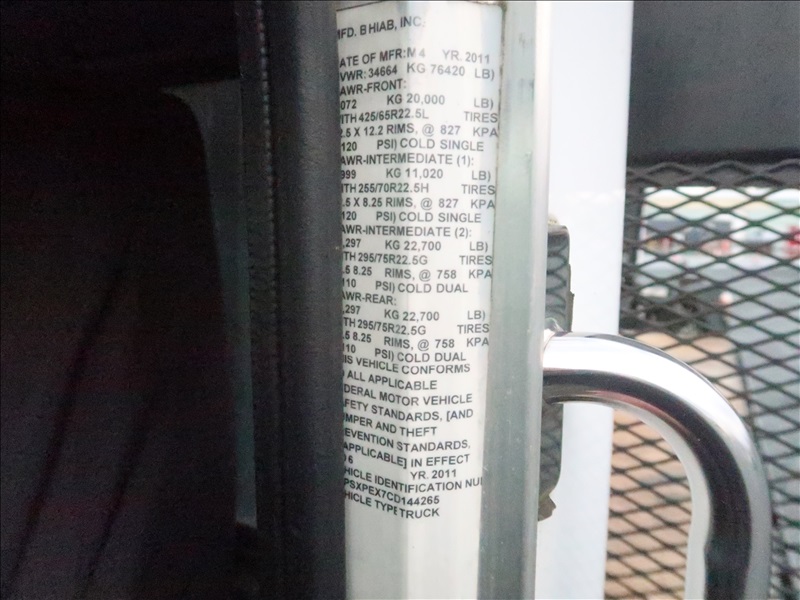 MFD. B HIAB, INC.
ATE OF MFR: M 4 YR. 2011
VWR: 34664 KG 76420 LB)
AWR-FRONT:
072 KG 20,000 LB)
ITH 425/65R22.5L TIRES
2.5 X 12.2 RIMS, @ 827 KPA
120 PSI) COLD SINGLE
AWR-INTERMEDIATE (1):
999 KG 11,020 LB)
ITH 255/70R22.5H TIRES
.5 X 8.25 RIMS, @ 827 KPA
120 PSI) COLD SINGLE
AWR-INTERMEDIATE (2):
,297 KG 22,700 LB)
ITH 295/75R22.5G TIRES
.5 8.25 RIMS, @ 758 KPA
110 PSI) COLD DUAL
AWR-REAR:
,297 KG 22,700 LB)
ITH 295/75R22.5G TIRES
.5 8.25 RIMS, @ 758 KPA
110 PSI) COLD DUAL
IS VEHICLE CONFORMS
O ALL APPLICABLE
DERAL MOTOR VEHICLE
AFETY STANDARDS, [AND
UMPER AND THEFT
EVENTION STANDARDS,
APPLICABLE] IN EFFECT
6 YR. 2011
HICLE IDENTIFICATION NU
PSXPEX7CD144265
HICLE TYPE TRUCK